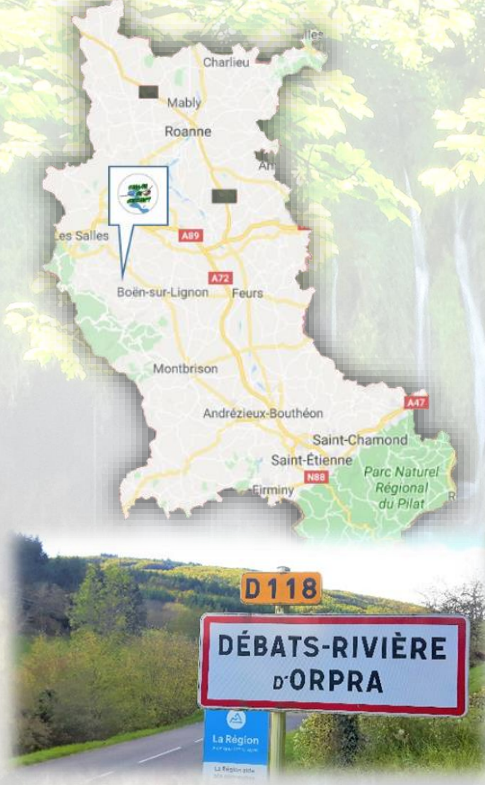 Charlieu
Mably
Roanne
Les Salles
A89
A72
Boën-sur-Lignon
Feurs
Montbrison
Andrézieux-Bouthéon
A47
Saint-Chamond
Saint-Étienne
N88
Parc Naturel
Régional
du Pilat
Firminy
D118
DÉBATS-RIVIÈRE
D'ORPRA
La Région